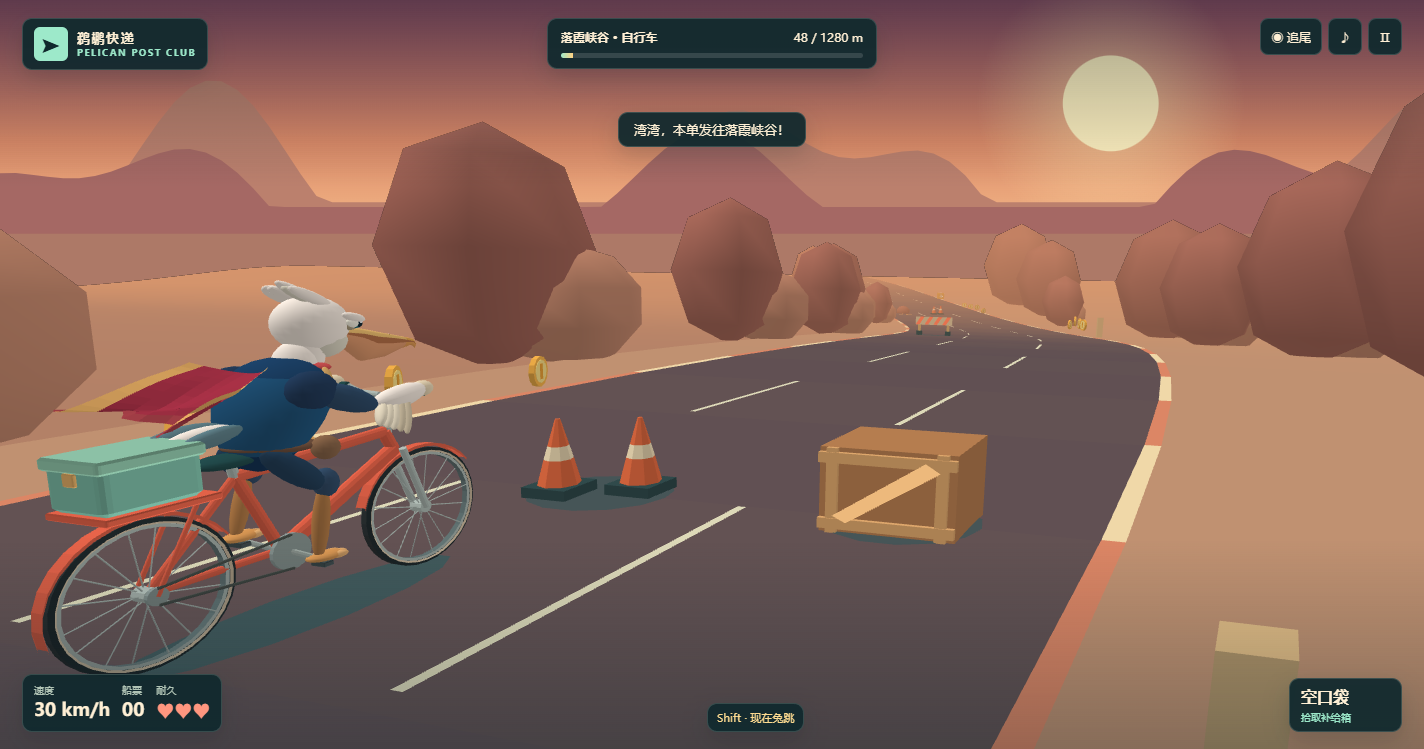 鹈鹕快递
PELICAN POST CLUB
落霞峡谷 • 自行车
48 / 1280 m
◉ 追尾
♪
II
湾湾，本单发往落霞峡谷！
速度
30 km/h
船票
00
耐久
Shift · 现在兔跳
空口袋
拾取补给箱